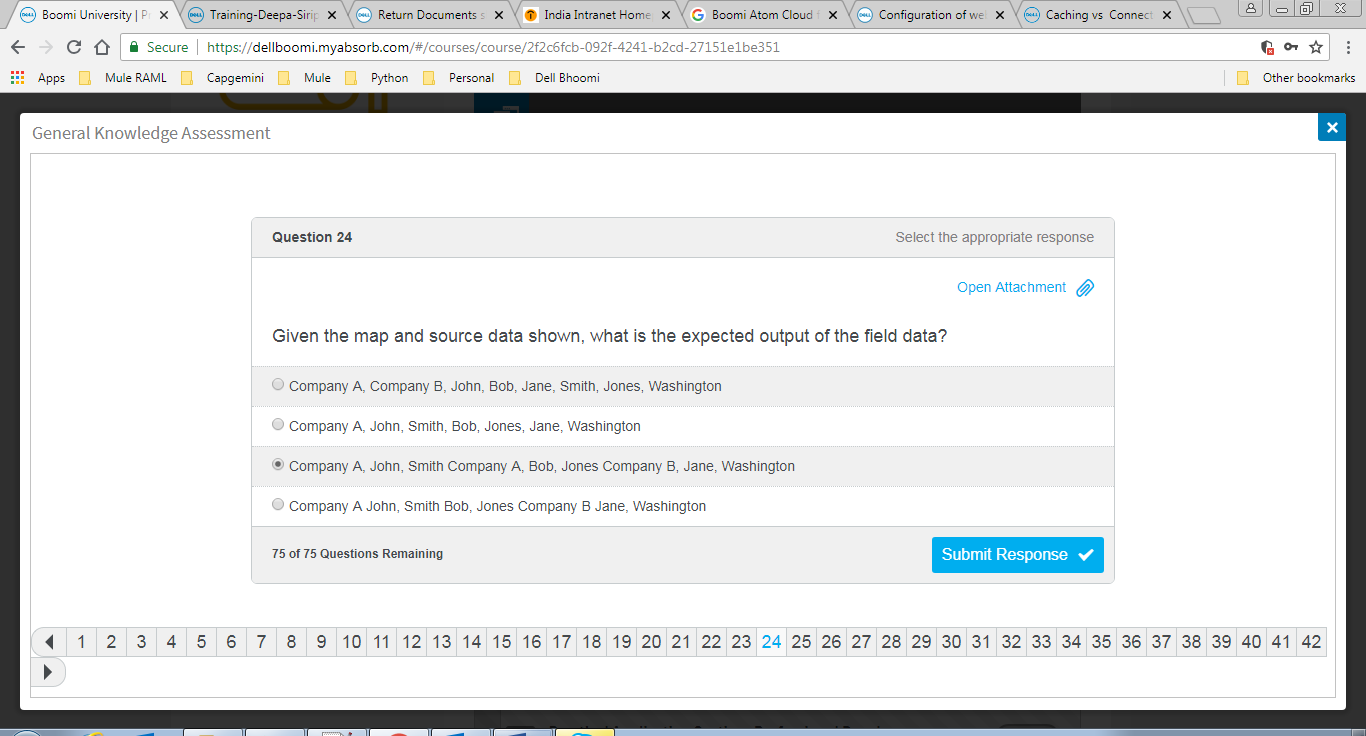 Boomi University | P
Training-Deepa-Sirip
Return Documents s
India Intranet Home
Boomi Atom Cloud
Configuration of we
Caching vs Connect
Secure
https://dellboomi.myabsorb.com/#/courses/course/2f2c6fcb-092f-4241-b2cd-27151e1be351
Apps Mule RAML Capgemini Mule Python Personal Dell Bhoomi Other bookmarks
General Knowledge Assessment
Question 24 Select the appropriate response
Open Attachment
Given the map and source data shown, what is the expected output of the field data?
Company A, Company B, John, Bob, Jane, Smith, Jones, Washington
Company A, John, Smith, Bob, Jones, Jane, Washington
Company A, John, Smith Company A, Bob, Jones Company B, Jane, Washington
Company A John, Smith Bob, Jones Company B Jane, Washington
75 of 75 Questions Remaining Submit Response
1 2 3 4 5 6 7 8 9 10 11 12 13 14 15 16 17 18 19 20 21 22 23 24 25 26 27 28 29 30 31 32 33 34 35 36 37 38 39 40 41 42